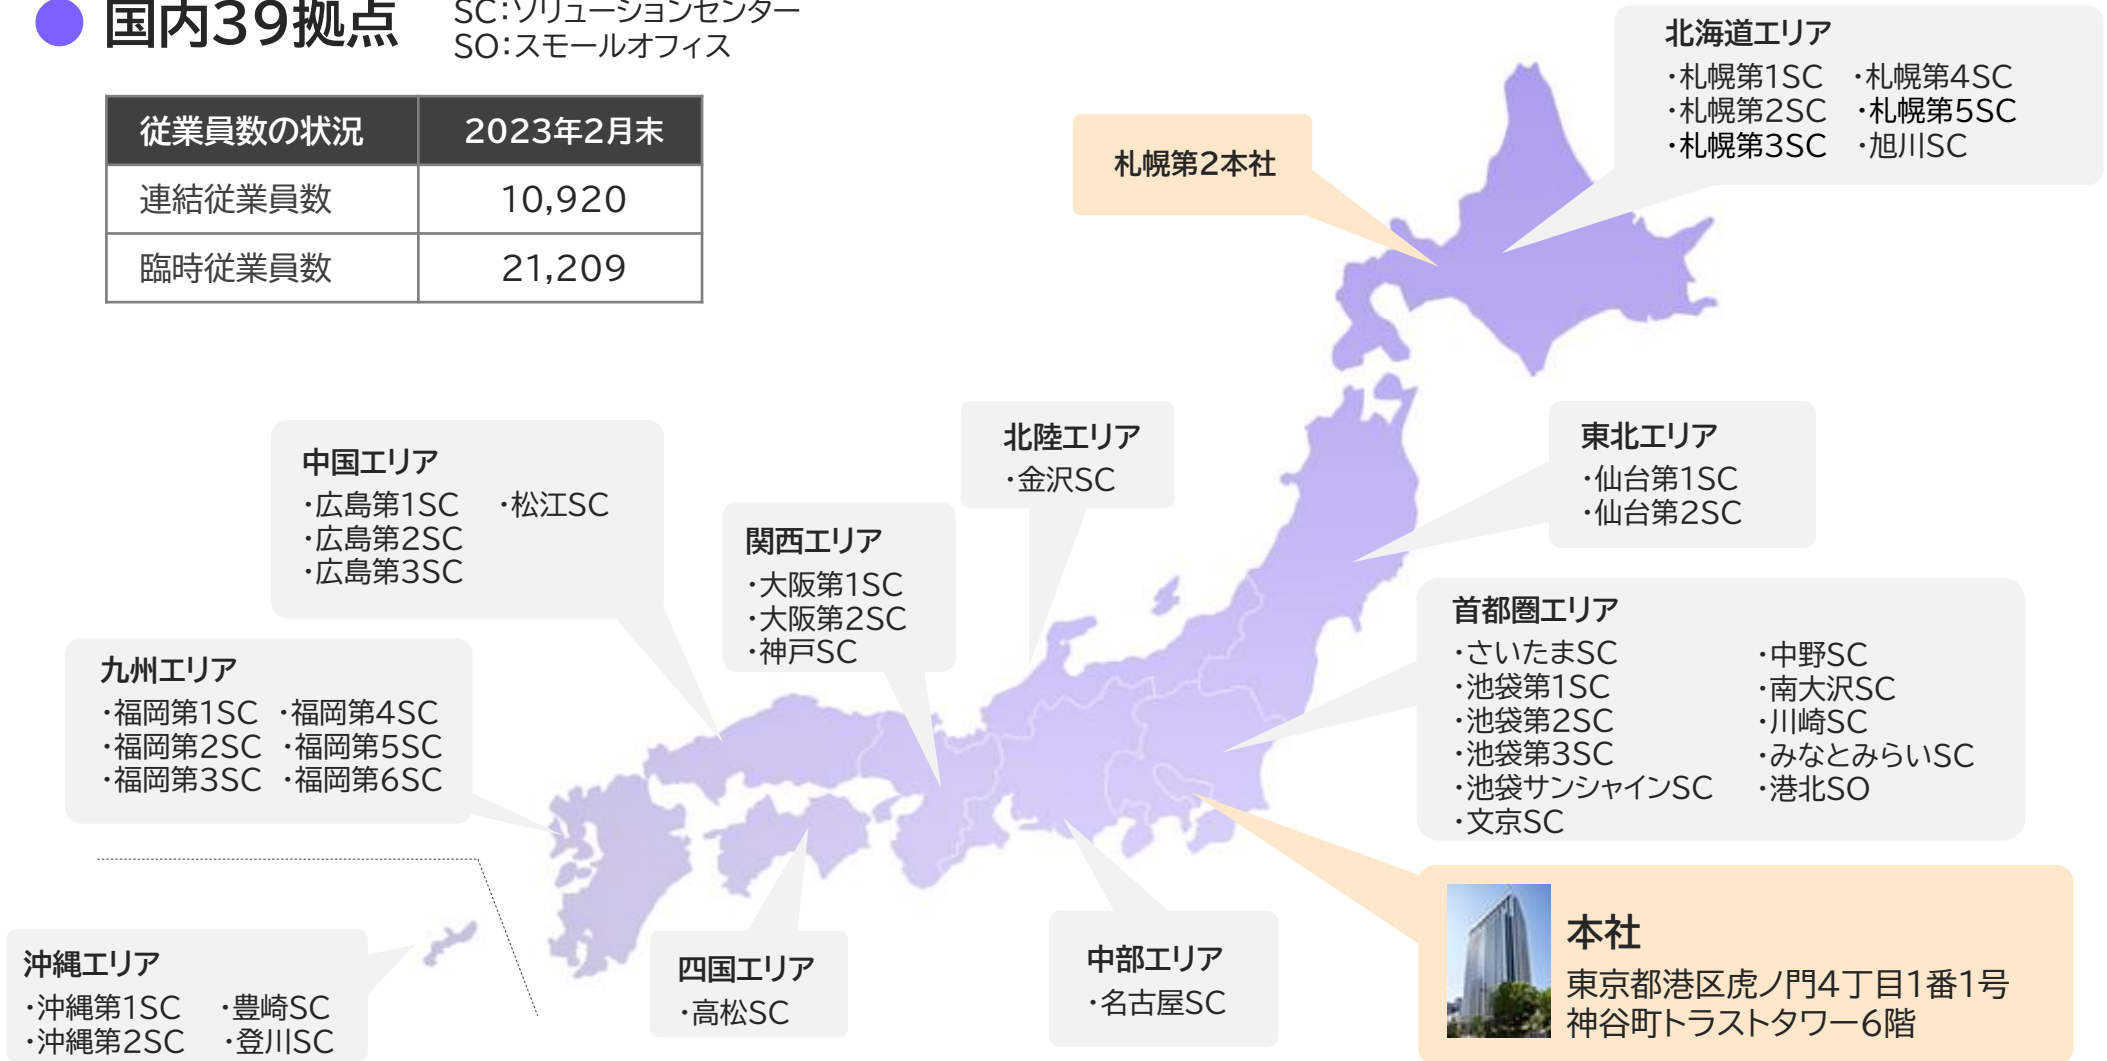 国内39拠点
SC：ソリューションセンター
SO：スモールオフィス
従業員数の状況 2023年2月末
連結従業員数 10,920
臨時従業員数 21,209
北海道エリア
・札幌第1SC ・札幌第4SC
・札幌第2SC ・札幌第5SC
・札幌第3SC ・旭川SC
札幌第2本社
東北エリア
・仙台第1SC
・仙台第2SC
北陸エリア
・金沢SC
中国エリア
・広島第1SC ・松江SC
・広島第2SC
・広島第3SC
関西エリア
・大阪第1SC
・大阪第2SC
・神戸SC
首都圏エリア
・さいたまSC ・中野SC
・池袋第1SC ・南大沢SC
・池袋第2SC ・川崎SC
・池袋第3SC ・みなとみらいSC
・池袋サンシャインSC ・港北SO
・文京SC
九州エリア
・福岡第1SC ・福岡第4SC
・福岡第2SC ・福岡第5SC
・福岡第3SC ・福岡第6SC
本社
東京都港区虎ノ門4丁目1番1号
神谷町トラストタワー6階
中部エリア
・名古屋SC
四国エリア
・高松SC
沖縄エリア
・沖縄第1SC ・豊崎SC
・沖縄第2SC ・登川SC